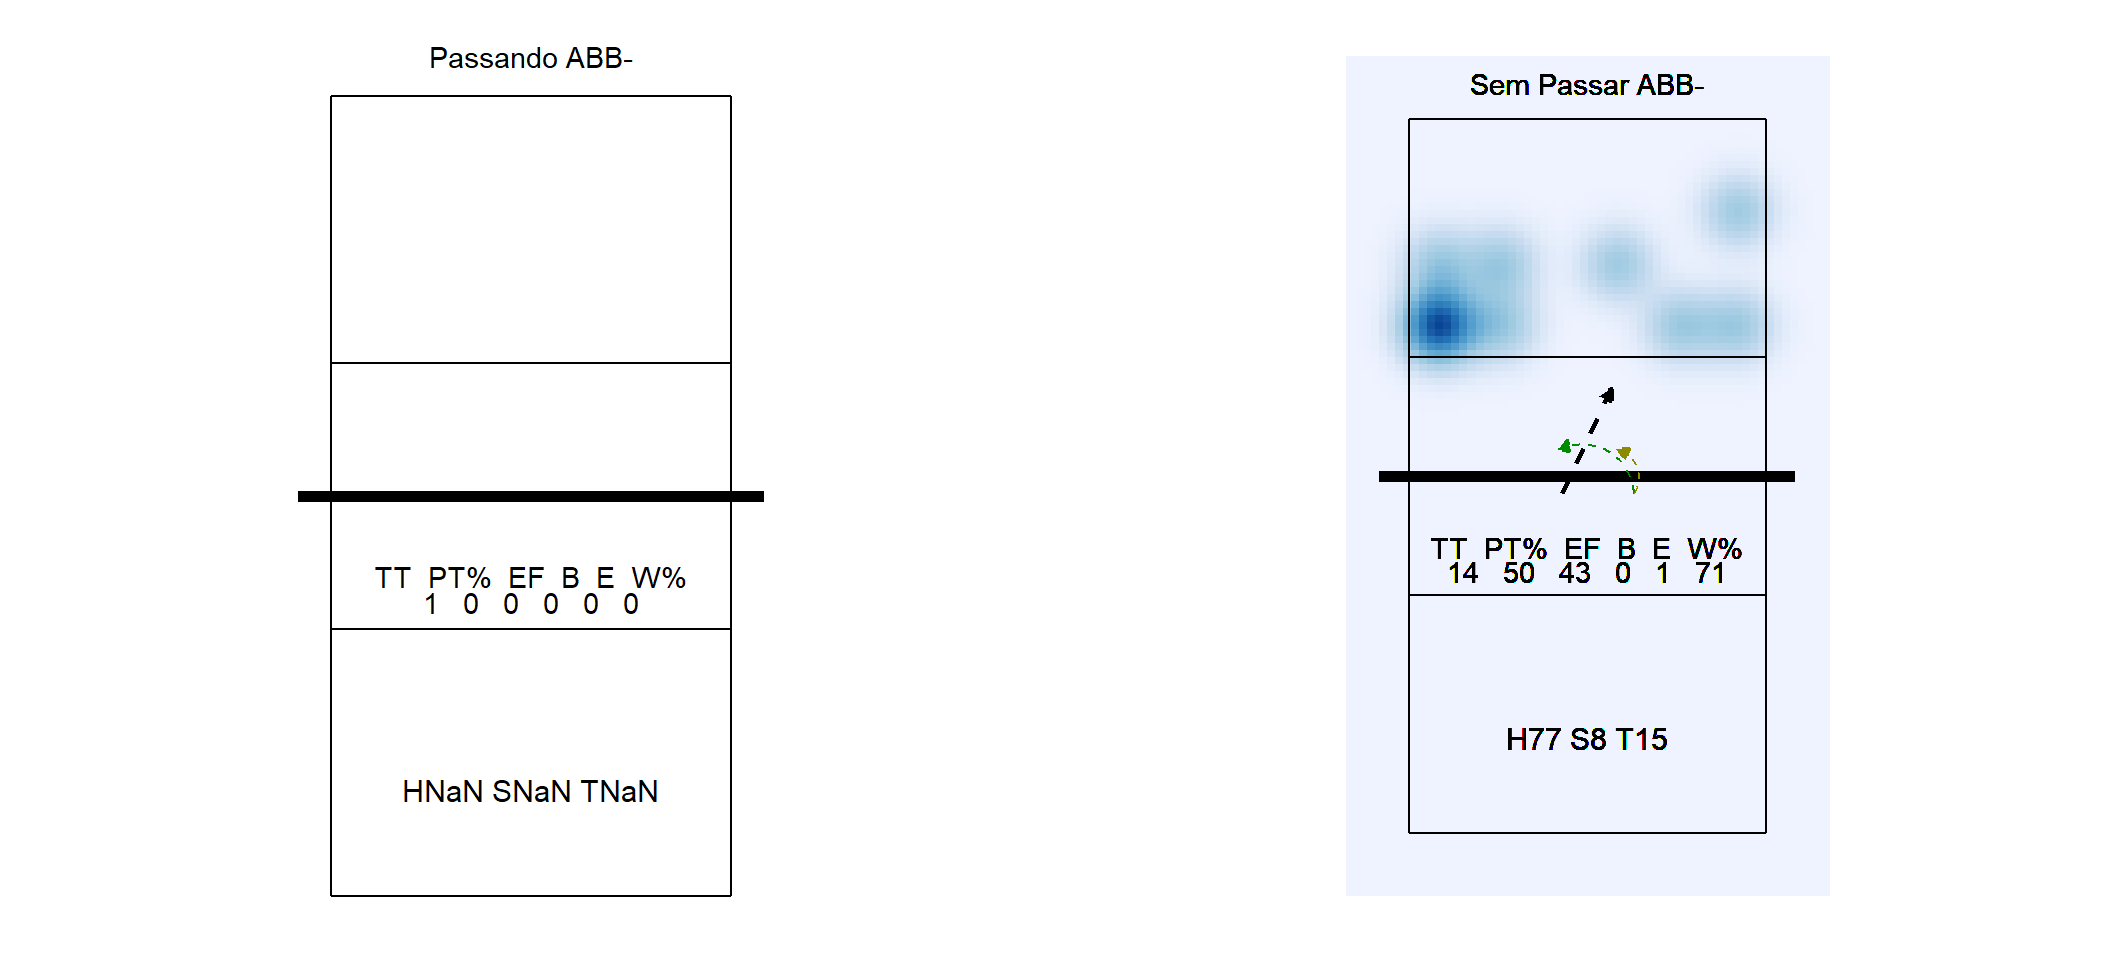 Passando ABB-
TT PT% EF B E W%
1 0 0 0 0 0
HNaN SNaN TNaN
Sem Passar ABB-
TT PT% EF B E W%
14 50 43 0 1 71
H77 S8 T15